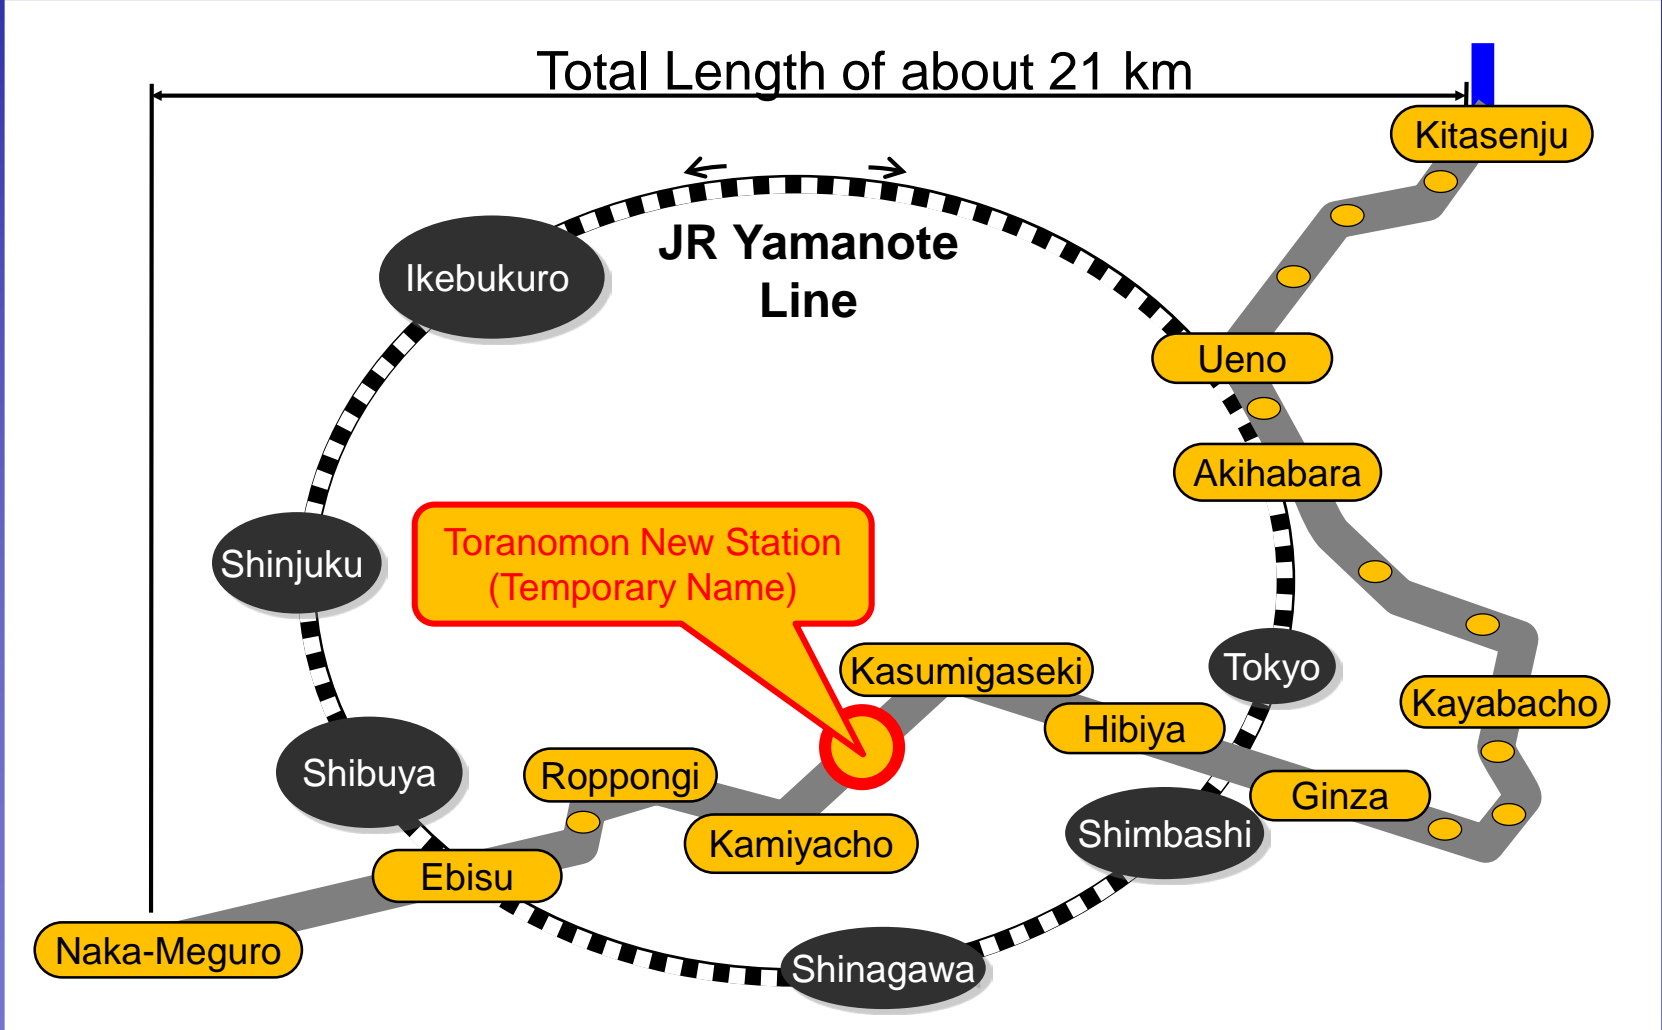 Total Length of about 21 km
Kitasenju
JR Yamanote
Line
Ikebukuro
Ueno
Akihabara
Toranomon New Station
(Temporary Name)
Shinjuku
Kasumigaseki
Tokyo
Kayabacho
Hibiya
Shibuya
Roppongi
Ginza
Shimbashi
Kamiyacho
Ebisu
Naka-Meguro
Shinagawa